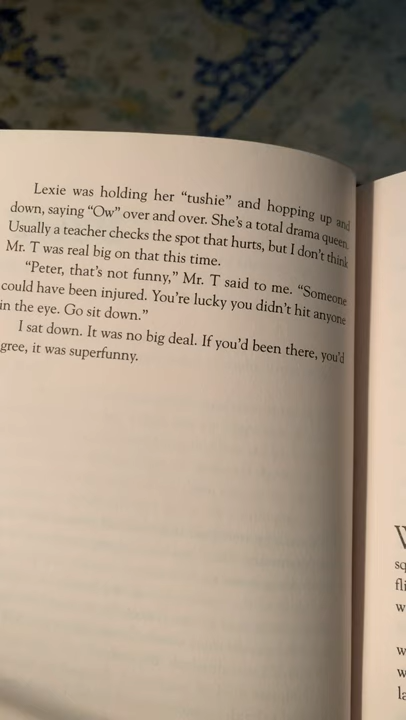 Lexie was holding her “tushie” and hopping up and
down, saying “Ow” over and over. She’s a total drama queen.
Usually a teacher checks the spot that hurts, but I don’t think
Mr. T was real big on that this time.
“Peter, that’s not funny,” Mr. T said to me. “Someone
could have been injured. You’re lucky you didn’t hit anyone
in the eye. Go sit down.”
I sat down. It was no big deal. If you’d been there, you’d
gree, it was superfunny.
W
sq
fli
w
w
w
la